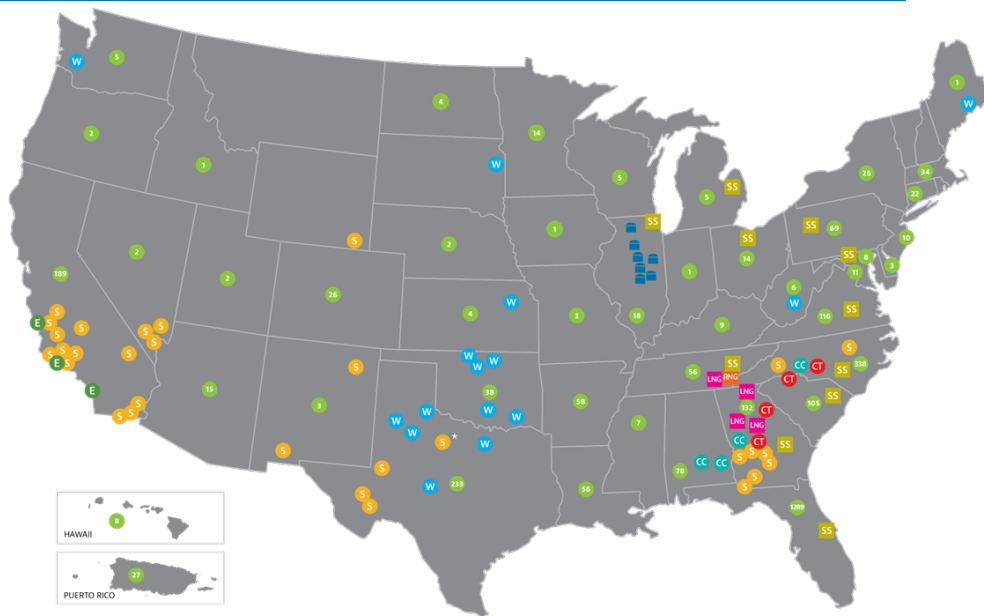 5
W
1
W
4
2
14
W
1
5
SS
5
26
34
22
SS
SS
69
10
S
2
2
1
SS
14
8
SS
11
3
189
2
26
W
4
3
18
1
6
W
116
SS
9
S
S
E
S
S
S
S
S
S
S
S
S
S
E
S
E
S
S
S
15
3
S
S
W
W
W
W
38
W
W
W
W
W
S
*
W
W
233
S
S
S
58
56
7
56
SS
LNG
RNG
S
CC
CT
CT
S
SS
338
SS
105
LNG
132
CT
LNG
LNG
CC
CT
SS
78
CC
CC
S
S
S
S
S
S
1289
SS
8
HAWAII
27
PUERTO RICO